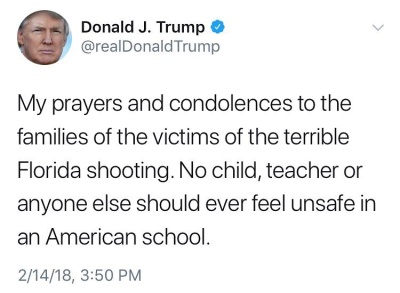 Donald J. Trump
@realDonaldTrump
My prayers and condolences to the
families of the victims of the terrible
Florida shooting. No child, teacher or
anyone else should ever feel unsafe in
an American school.
2/14/18, 3:50 PM